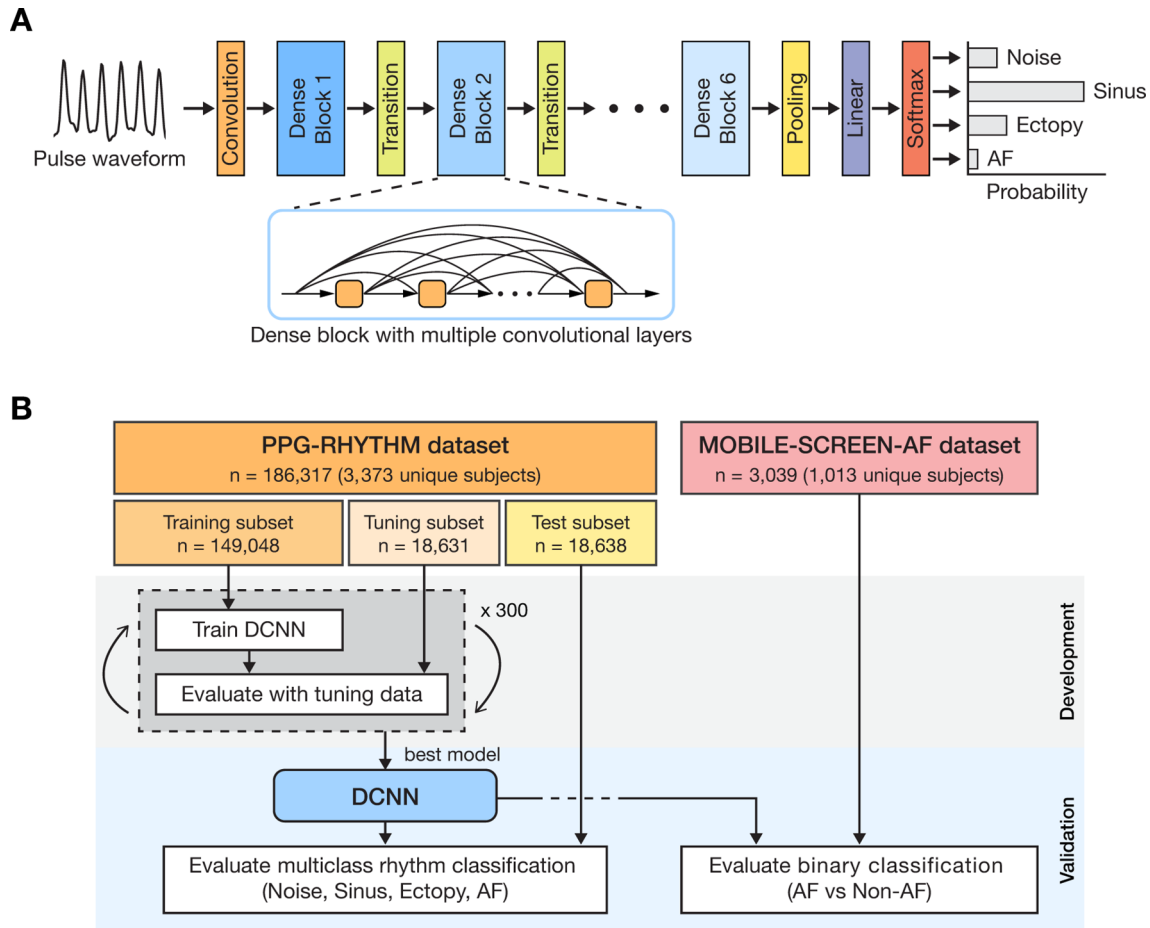 A
Pulse waveform
Convolution
Dense
Block 1
Transition
Dense
Block 2
Transition
Dense
Block 6
Pooling
Linear
Softmax
Noise
Sinus
Ectopy
AF
Probability
Dense block with multiple convolutional layers
B
PPG-RHYTHM dataset
n = 186,317 (3,373 unique subjects)
MOBILE-SCREEN-AF dataset
n = 3,039 (1,013 unique subjects)
Training subset
n = 149,048
Tuning subset
n = 18,631
Test subset
n = 18,638
Train DCNN
x 300
Evaluate with tuning data
Development
best model
DCNN
Evaluate multiclass rhythm classification
(Noise, Sinus, Ectopy, AF)
Evaluate binary classification
(AF vs Non-AF)
Validation